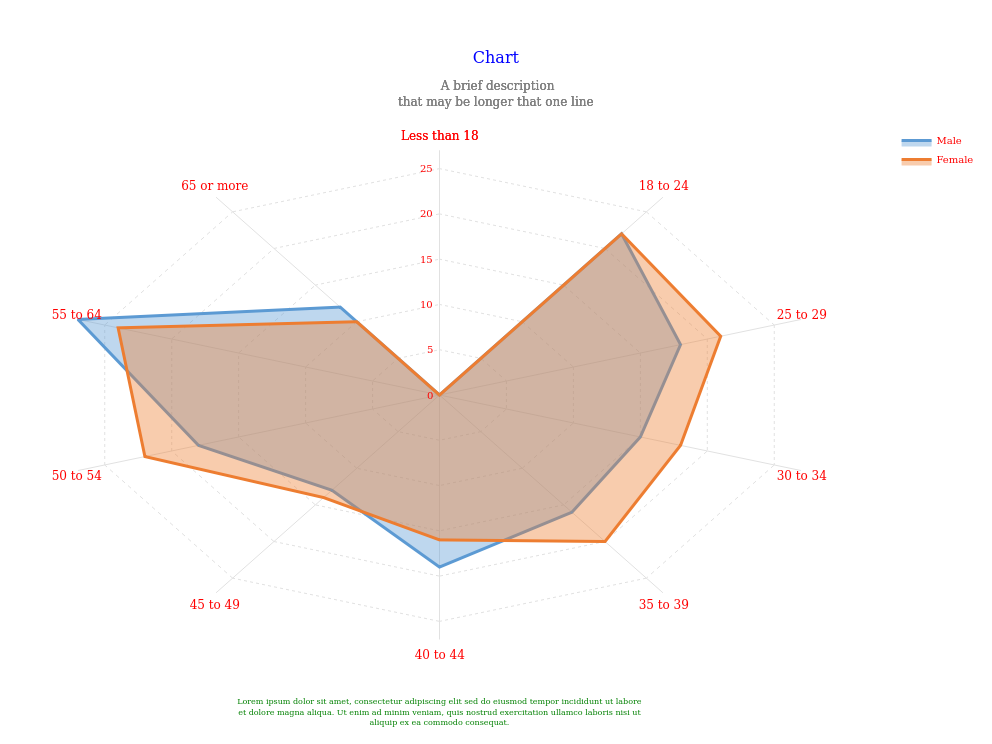 Chart
A brief description
that may be longer that one line
Male
Female
Less than 18
18 to 24
25 to 29
30 to 34
35 to 39
40 to 44
45 to 49
50 to 54
55 to 64
65 or more
25
20
15
10
5
0
Lorem ipsum dolor sit amet, consectetur adipiscing elit sed do eiusmod tempor incididunt ut labore
et dolore magna aliqua. Ut enim ad minim veniam, quis nostrud exercitation ullamco laboris nisi ut
aliquip ex ea commodo consequat.